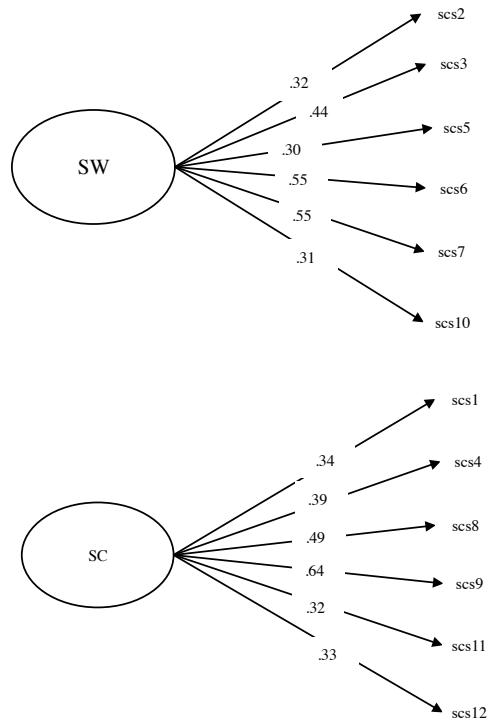 scs2
scs3
.32
.44
scs5
.30
SW
.55
scs6
.55
scs7
.31
scs10
scs1
.34
scs4
.39
scs8
.49
SC
.64
scs9
.32
scs11
.33
scs12